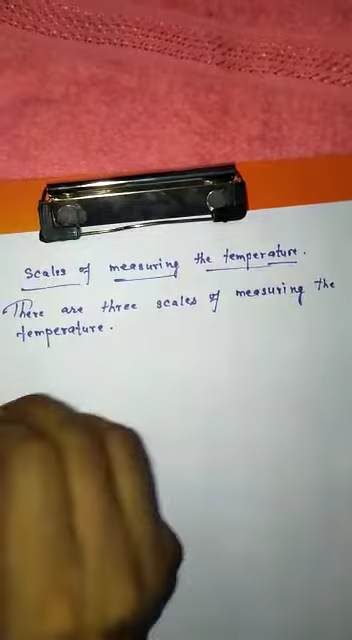 Scales of measuring the temperature.
There are three scales of measuring the
temperature.